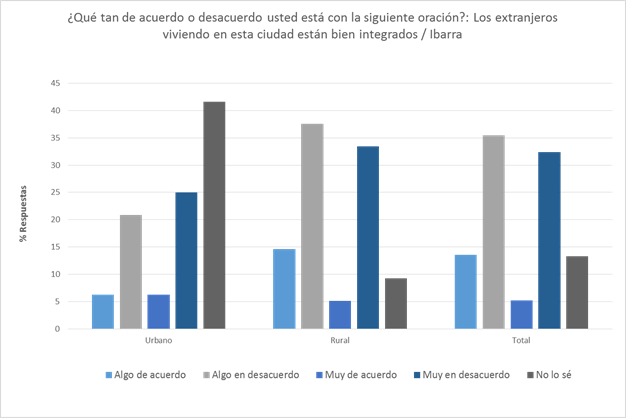 ¿Qué tan de acuerdo o desacuerdo usted está con la siguiente oración?: Los extranjeros
viviendo en esta ciudad están bien integrados / Ibarra
45
40
35
30
25
20
15
10
5
0
% Respuestas
Urbano Rural Total
Algo de acuerdo Algo en desacuerdo Muy de acuerdo Muy en desacuerdo No lo sé